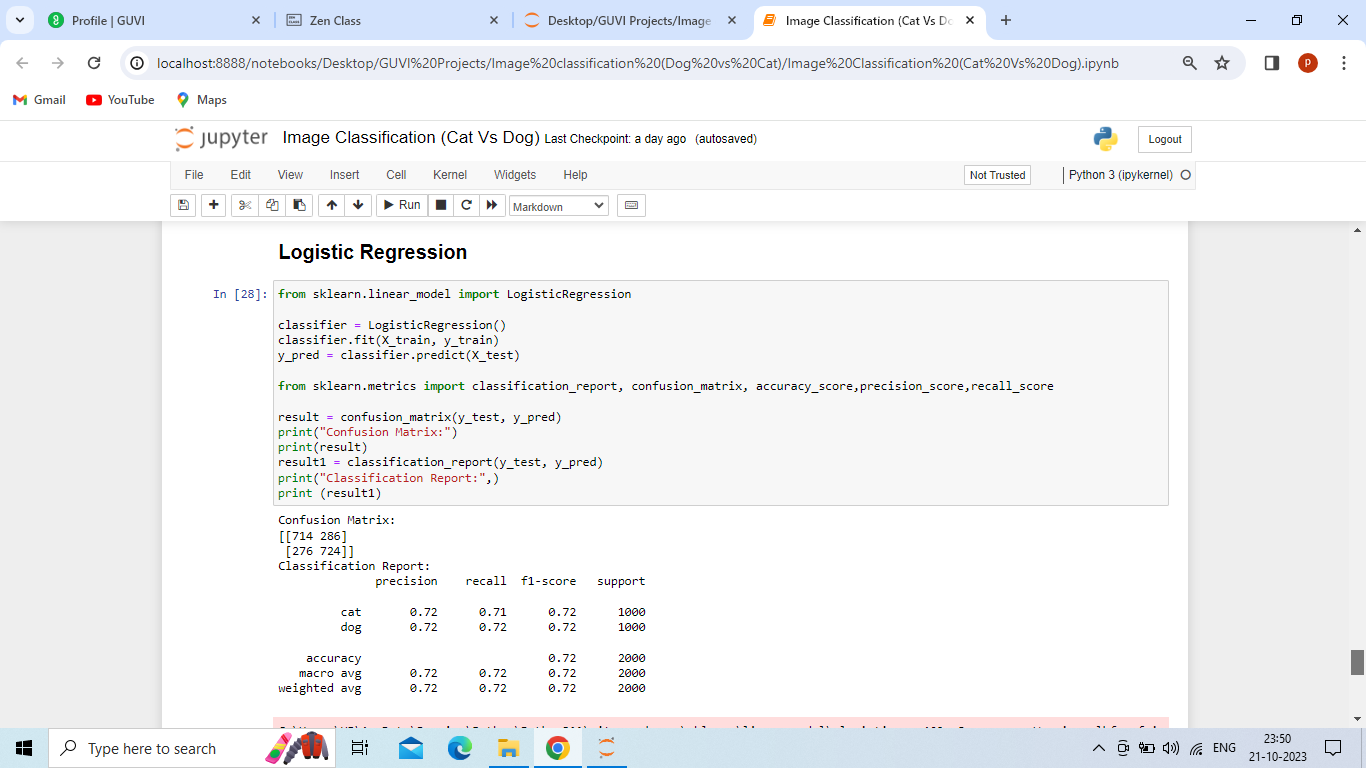 Profile | GUVI
Zen Class
Desktop/GUVI Projects/Image
Image Classification (Cat Vs Do
localhost:8888/notebooks/Desktop/GUVI%20Projects/Image%20classification%20(Dog%20vs%20Cat)/Image%20Classification%20(Cat%20Vs%20Dog).ipynb
p
Gmail YouTube Maps
jupyter Image Classification (Cat Vs Dog) Last Checkpoint: a day ago (autosaved)
Logout
File Edit View Insert Cell Kernel Widgets Help
Not Trusted
Python 3 (ipykernel)
Run
Markdown
Logistic Regression
In [28]:
from sklearn.linear_model import LogisticRegression
classifier = LogisticRegression()
classifier.fit(X_train, y_train)
y_pred = classifier.predict(X_test)
from sklearn.metrics import classification_report, confusion_matrix, accuracy_score,precision_score,recall_score
result = confusion_matrix(y_test, y_pred)
print("Confusion Matrix:")
print(result)
result1 = classification_report(y_test, y_pred)
print("Classification Report:",)
print (result1)
Confusion Matrix:
[[714 286]
[276 724]]
Classification Report:
precision recall f1-score support
cat 0.72 0.71 0.72 1000
dog 0.72 0.72 0.72 1000
accuracy 0.72 2000
macro avg 0.72 0.72 0.72 2000
weighted avg 0.72 0.72 0.72 2000
Type here to search
ENG
23:50
21-10-2023